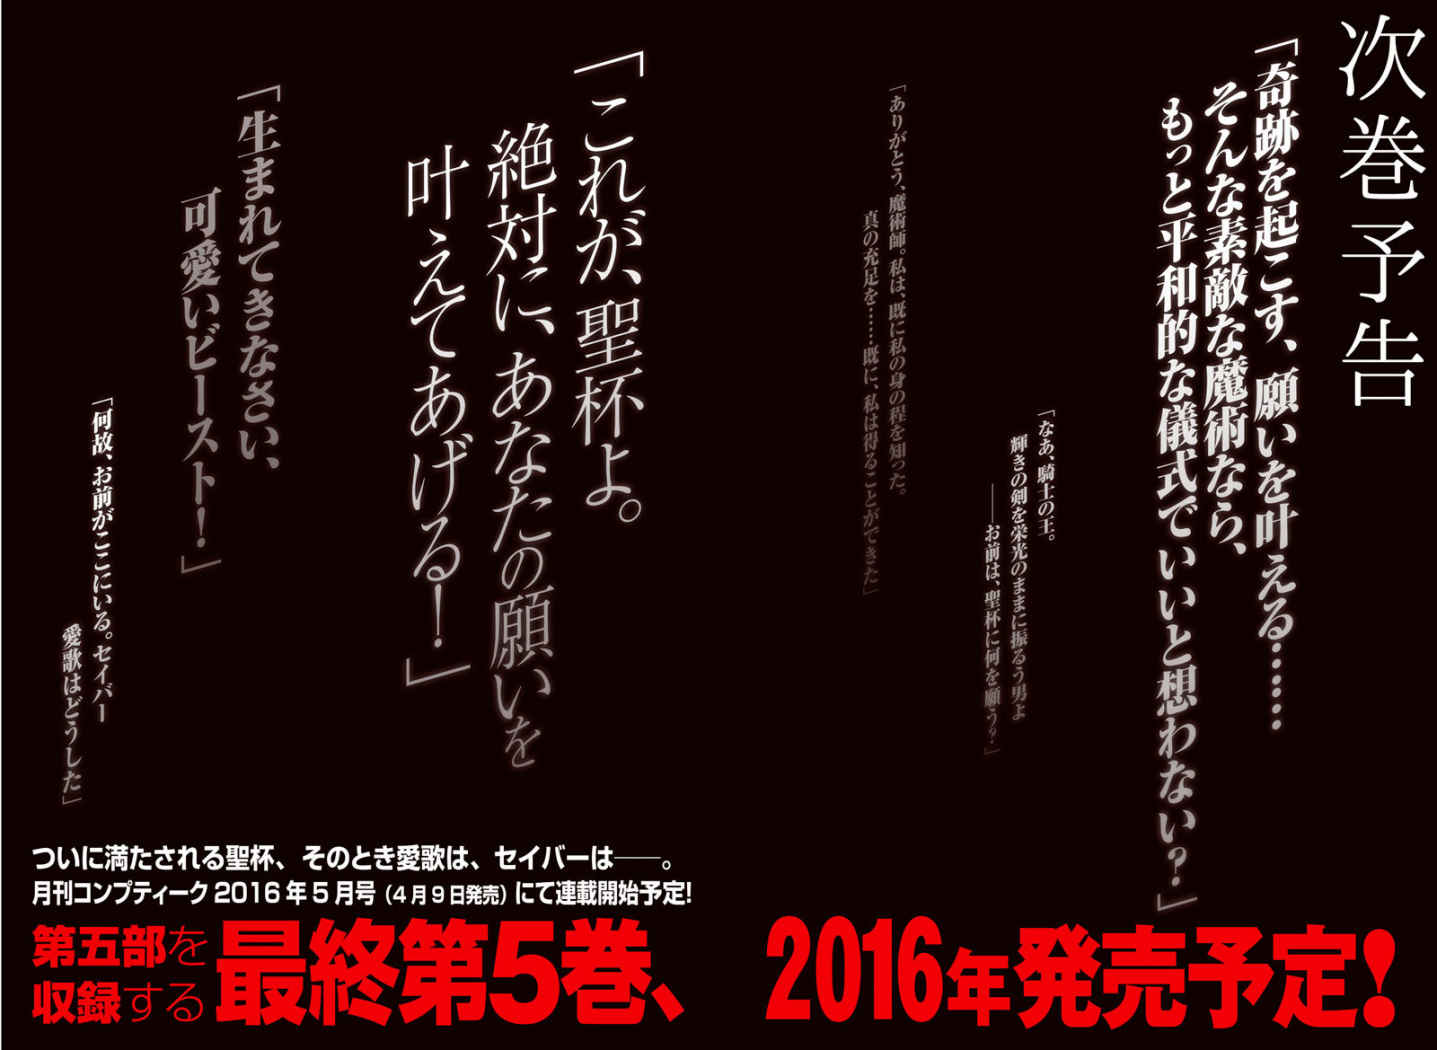 次巻予告
「奇跡を起こす、願いを叶える……
そんな素敵な魔術なら、
もっと平和的な儀式でいいと想わない?」
「なあ、騎士の王。
輝きの剣を栄光のままに振るう男よ
──お前は、聖杯に何を願う?」
「ありがとう、魔術師。私は、既に私の身の程を知った。
真の充足を……既に、私は得ることができた」
「これが、聖杯よ。
絶対に、あなたの願いを
叶えてあげる!」
「生まれてきなさい、
可愛いビースト!」
「何故、お前がここにいる。セイバー
愛歌はどうした」
ついに満たされる聖杯、そのとき愛歌は、セイバーは──。
月刊コンプティーク2016年5月号(4月9日発売)にて連載開始予定!
第五部を
収録する
最終第5巻、2016年発売予定!